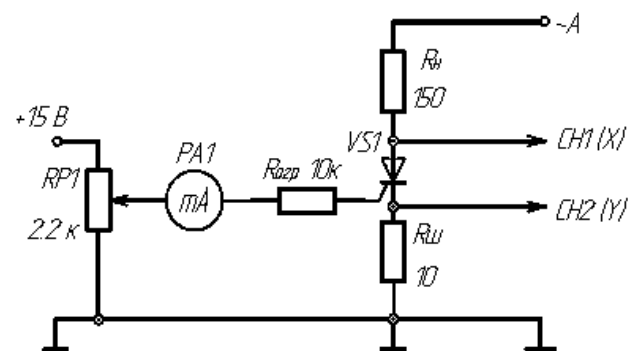 ~A
Rн
150
+15 В
VS1
CH1 (X)
PA1
Rогр 10к
RP1
mA
2.2 к
CH2 (Y)
Rш
10